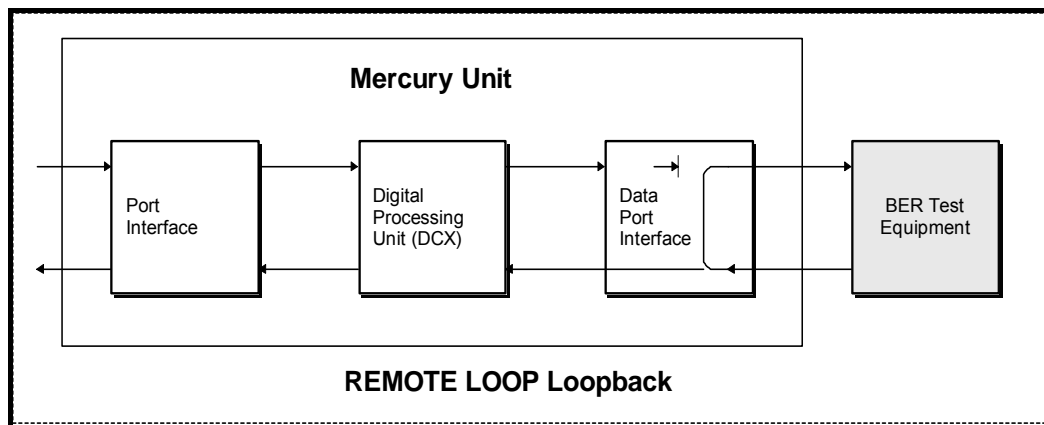 Mercury Unit
Port
Interface
Digital
Processing
Unit (DCX)
Data
Port
Interface
BER Test
Equipment
REMOTE LOOP Loopback